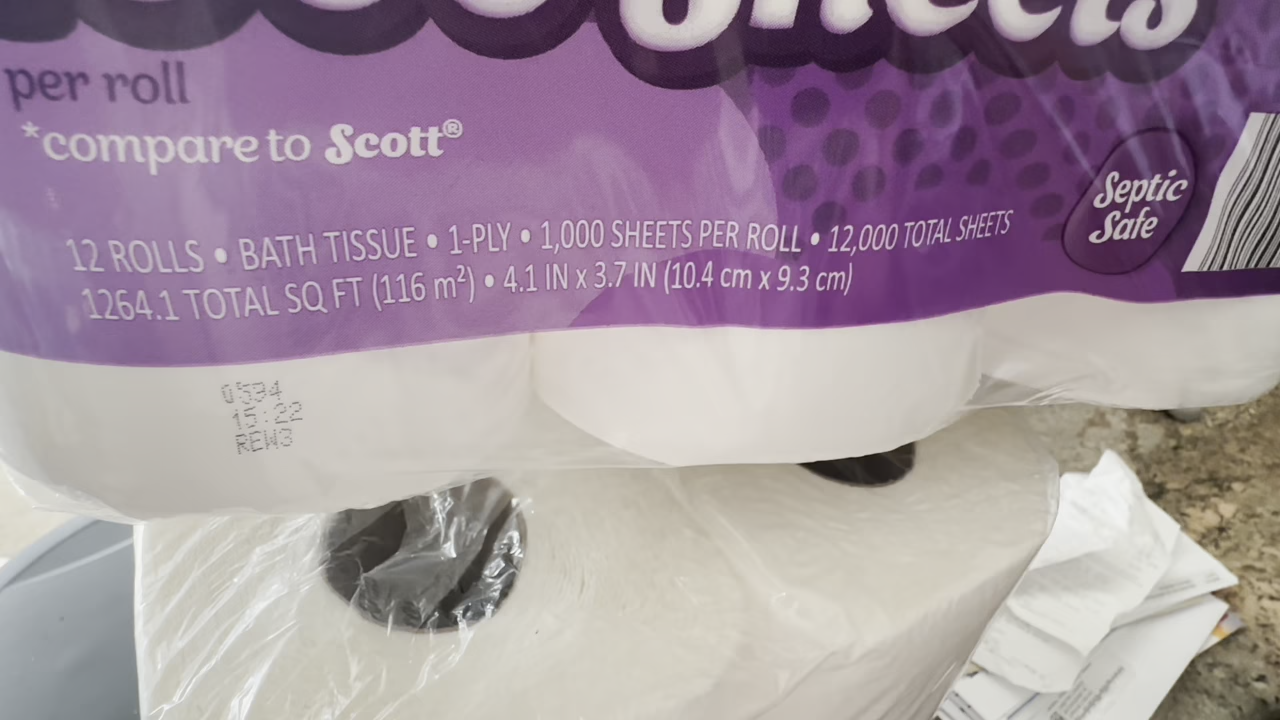 Sheets
per roll
*compare to Scott®
Septic
Safe
12 ROLLS • BATH TISSUE • 1-PLY • 1,000 SHEETS PER ROLL • 12,000 TOTAL SHEETS
1264.1 TOTAL SQ FT (116 m²) • 4.1 IN x 3.7 IN (10.4 cm x 9.3 cm)
0594
15:22
REW3